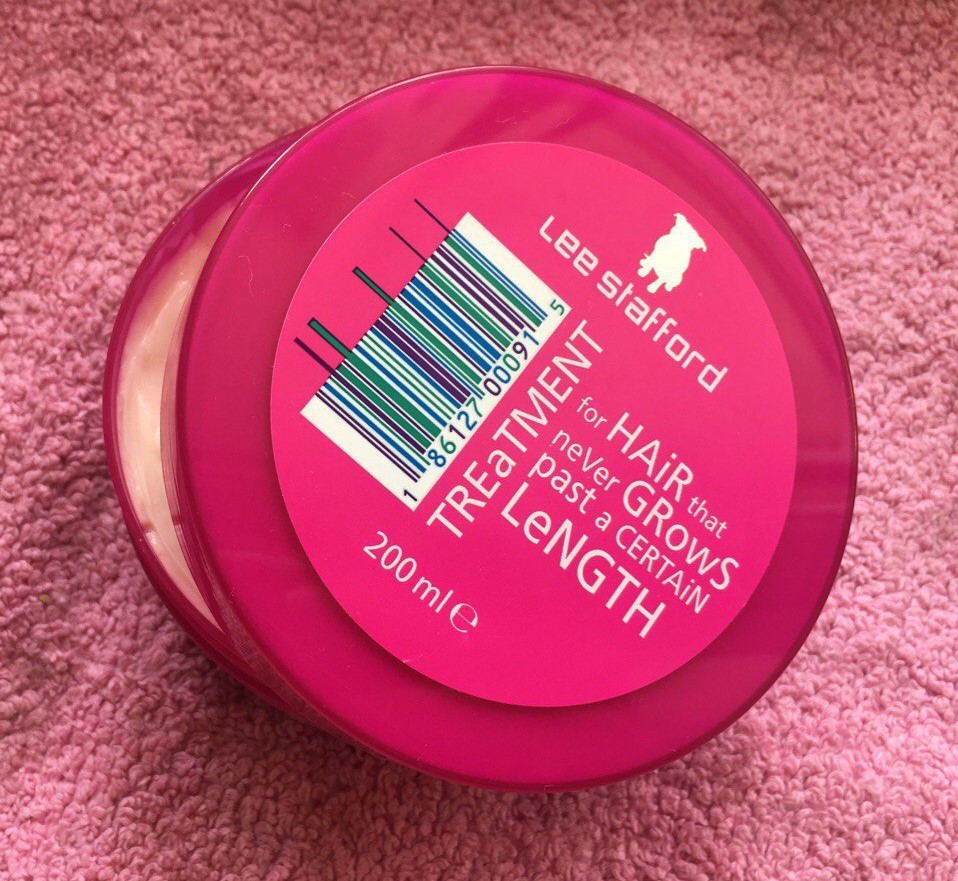 Lee stafford
1 86127 00091 5
TREaTMENT
for HAiR that
neVer GRowS
past a CERTAiN
LeNGTH
200 ml e